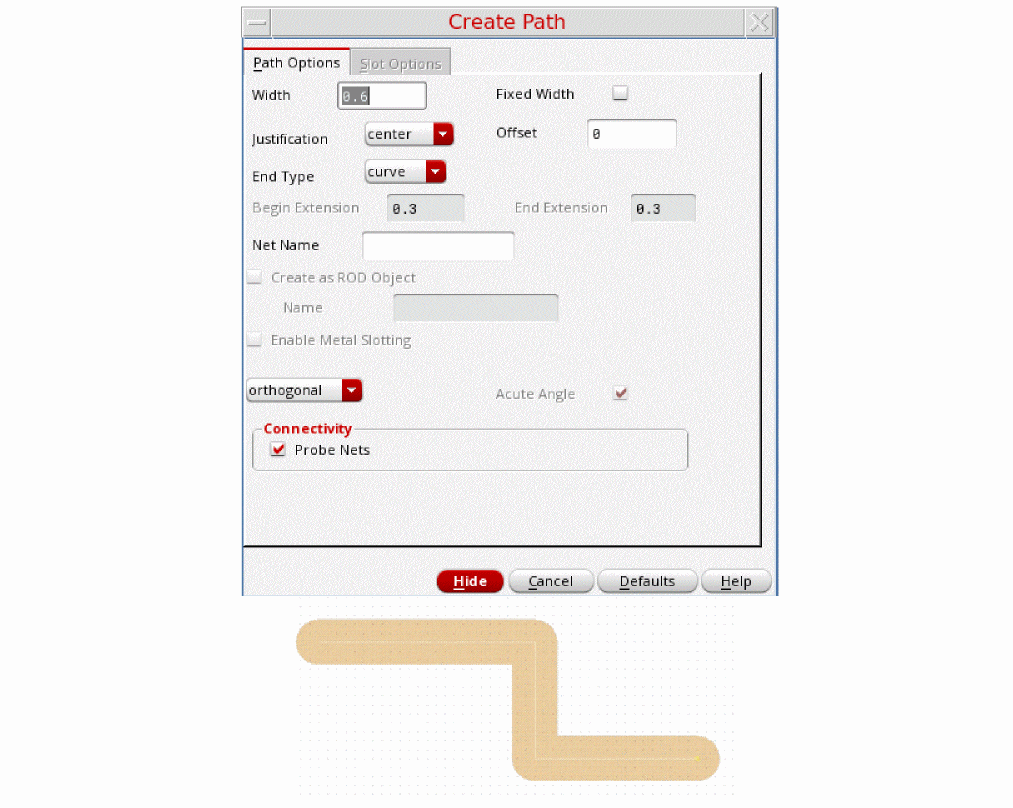 Create Path
Path Options Slot Options
Width 0.6 Fixed Width
Justification center Offset 0
End Type curve
Begin Extension 0.3 End Extension 0.3
Net Name
Create as ROD Object
Name
Enable Metal Slotting
orthogonal Acute Angle
Connectivity
Probe Nets
Hide Cancel Defaults Help